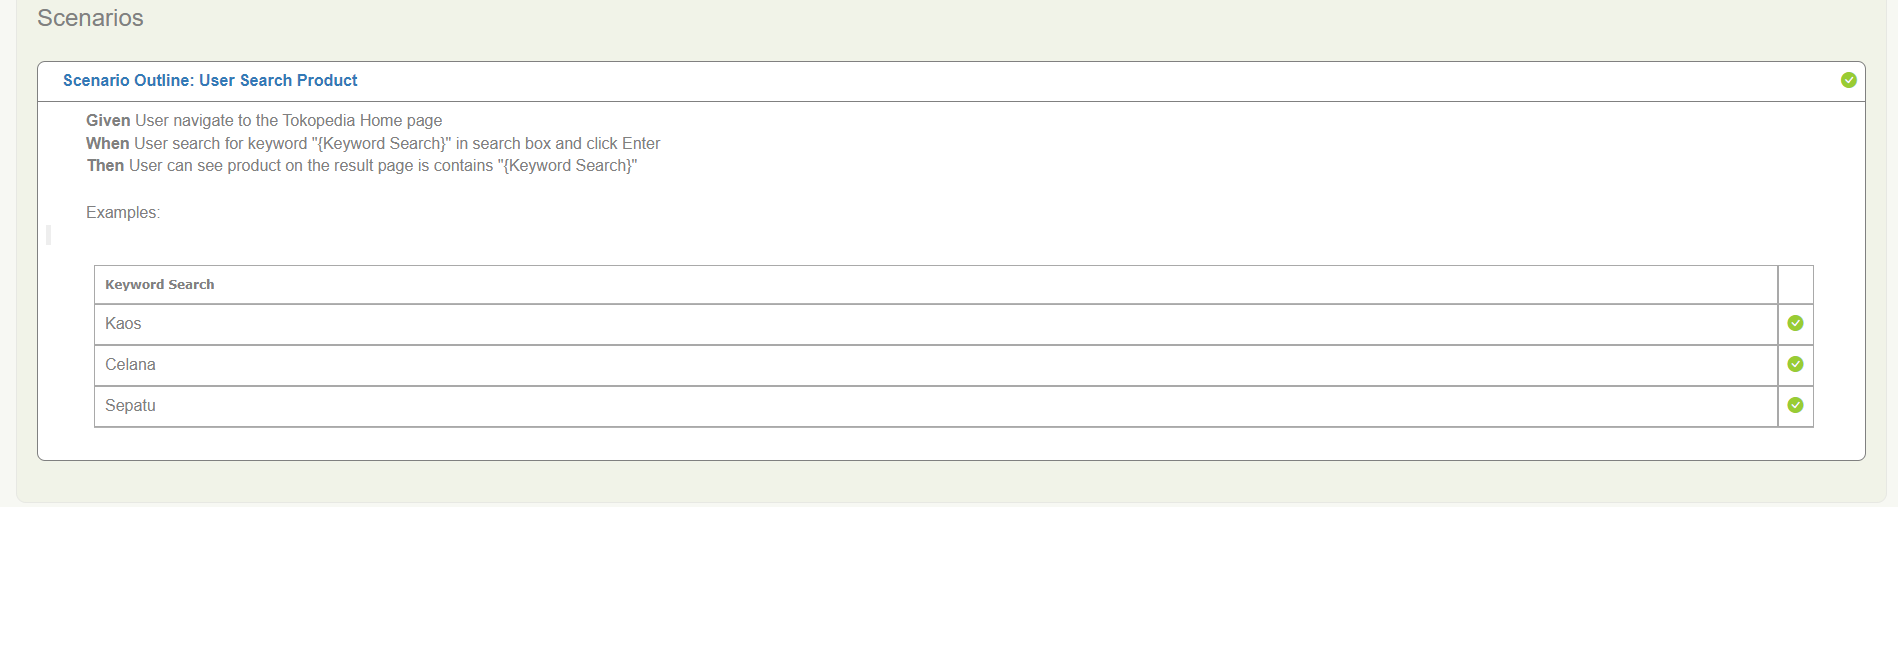 Scenarios
Scenario Outline: User Search Product
Given User navigate to the Tokopedia Home page
When User search for keyword "{Keyword Search}" in search box and click Enter
Then User can see product on the result page is contains "{Keyword Search}"
Examples:
Keyword Search
Kaos
Celana
Sepatu